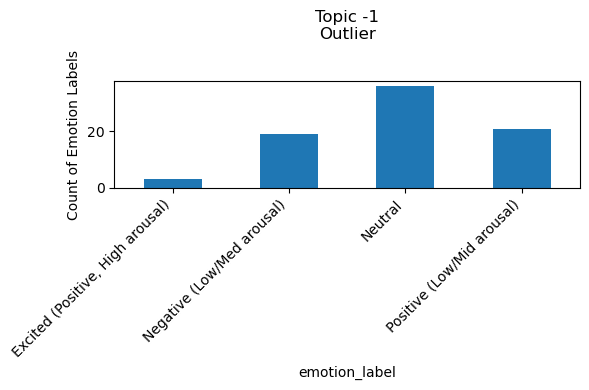 Topic -1
Outlier
Count of Emotion Labels
20
0
Excited (Positive, High arousal)
Negative (Low/Med arousal)
Neutral
Positive (Low/Mid arousal)
emotion_label